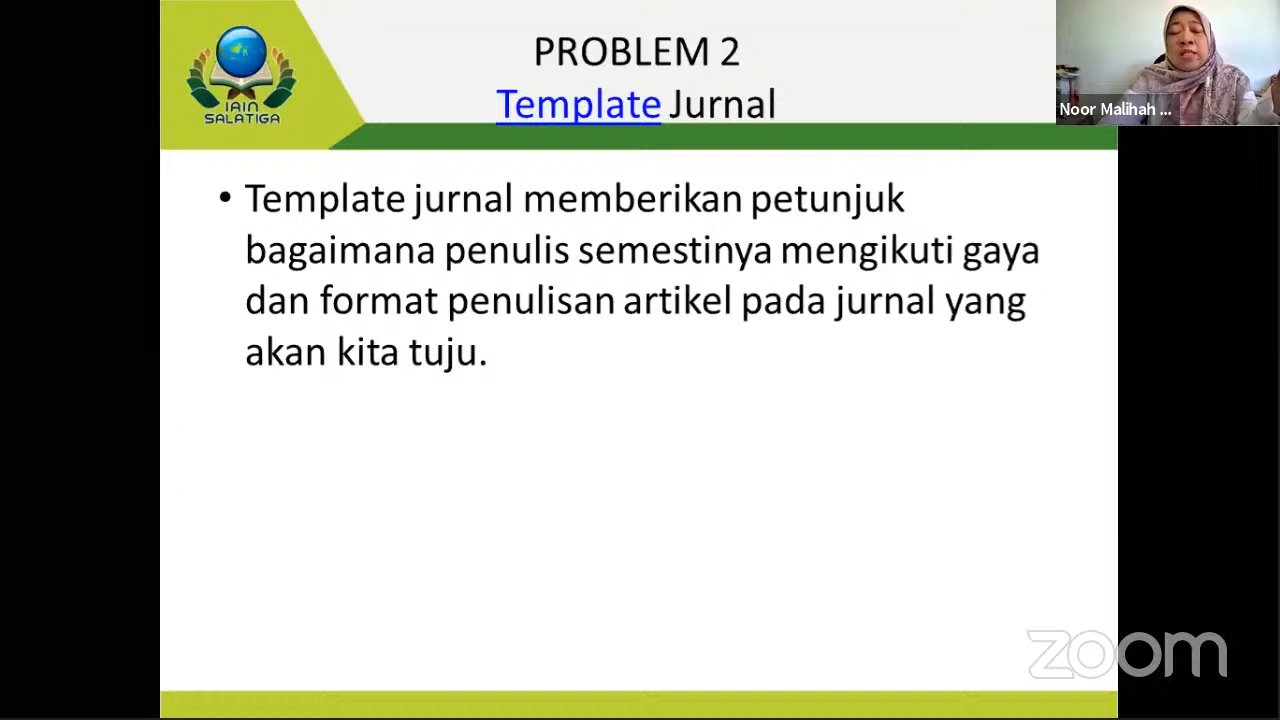 IAIN
SALATIGA
PROBLEM 2
Template Jurnal
Noor Malihah ...
• Template jurnal memberikan petunjuk
bagaimana penulis semestinya mengikuti gaya
dan format penulisan artikel pada jurnal yang
akan kita tuju.
zoom